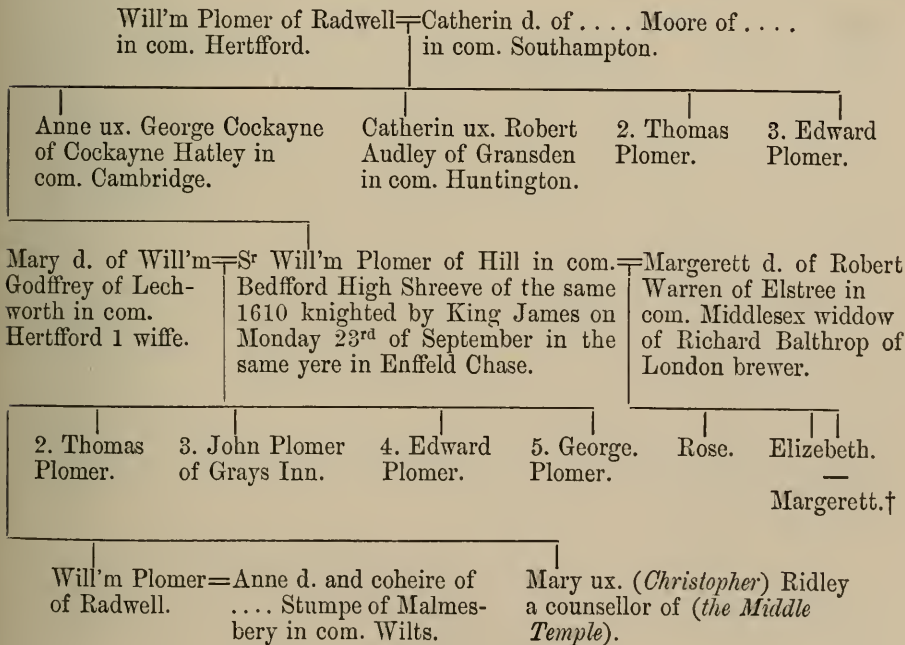 Will'm Plomer of Radwell=Catherin d. of . . . . Moore of . . . .
in com. Hertfford. in com. Southampton.
Anne ux. George Cockayne
of Cockayne Hatley in
com. Cambridge.
Catherin ux. Robert
Audley of Gransden
in com. Huntington.
2. Thomas
Plomer.
3. Edward
Plomer.
Mary d. of Will'm=
Godffrey of Lech-
worth in com.
Hertfford 1 wiffe.
Sʳ Will'm Plomer of Hill in com.=
Bedfford High Shreeve of the same
1610 knighted by King James on
Monday 23ʳᵈ of September in the
same yere in Enffeld Chase.
Margerett d. of Robert
Warren of Elstree in
com. Middlesex widdow
of Richard Balthrop of
London brewer.
2. Thomas
Plomer.
3. John Plomer
of Grays Inn.
4. Edward
Plomer.
5. George.
Plomer.
Rose.
Elizebeth.
—
Margerett.†
Will'm Plomer=
of Radwell.
Anne d. and coheire of
. . . . Stumpe of Malmes-
bery in com. Wilts.
Mary ux. (Christopher) Ridley
a counsellor of (the Middle
Temple).